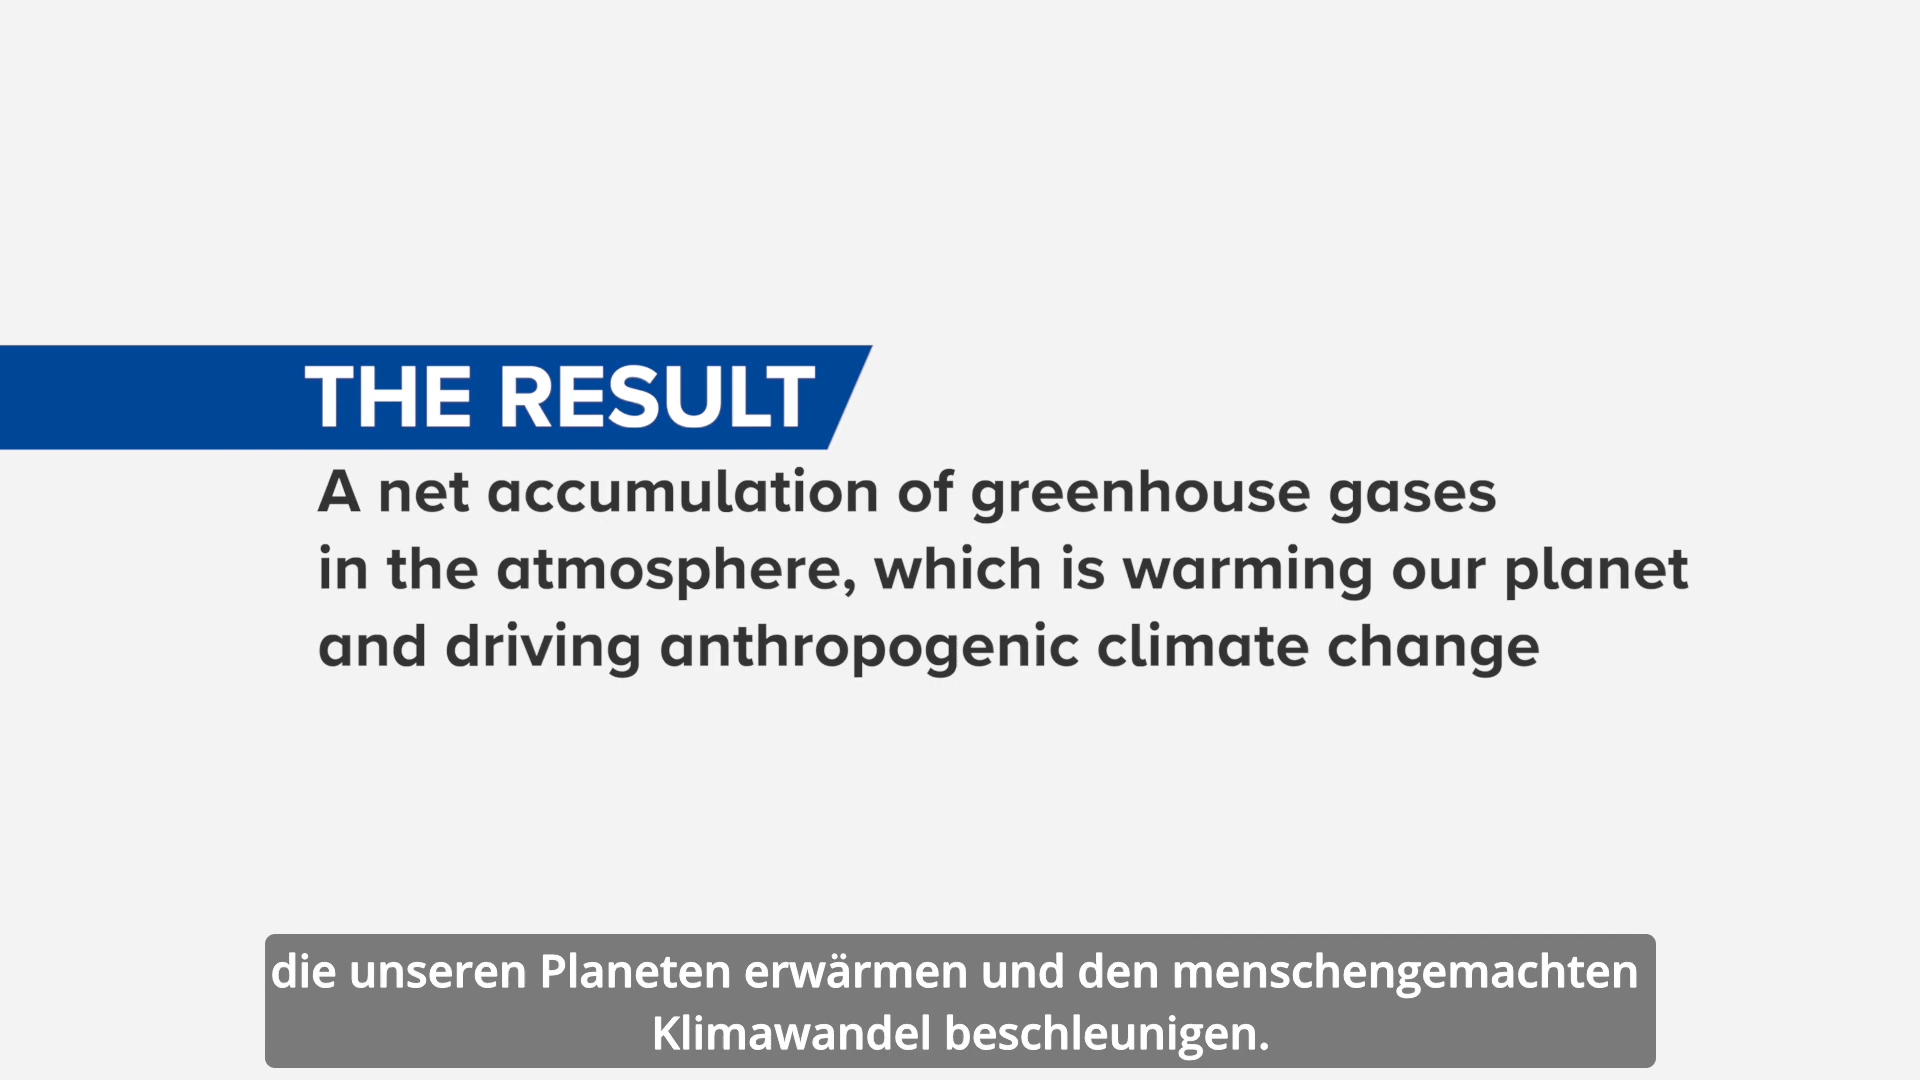 THE RESULT
A net accumulation of greenhouse gases
in the atmosphere, which is warming our planet
and driving anthropogenic climate change
die unseren Planeten erwärmen und den menschengemachten
Klimawandel beschleunigen.